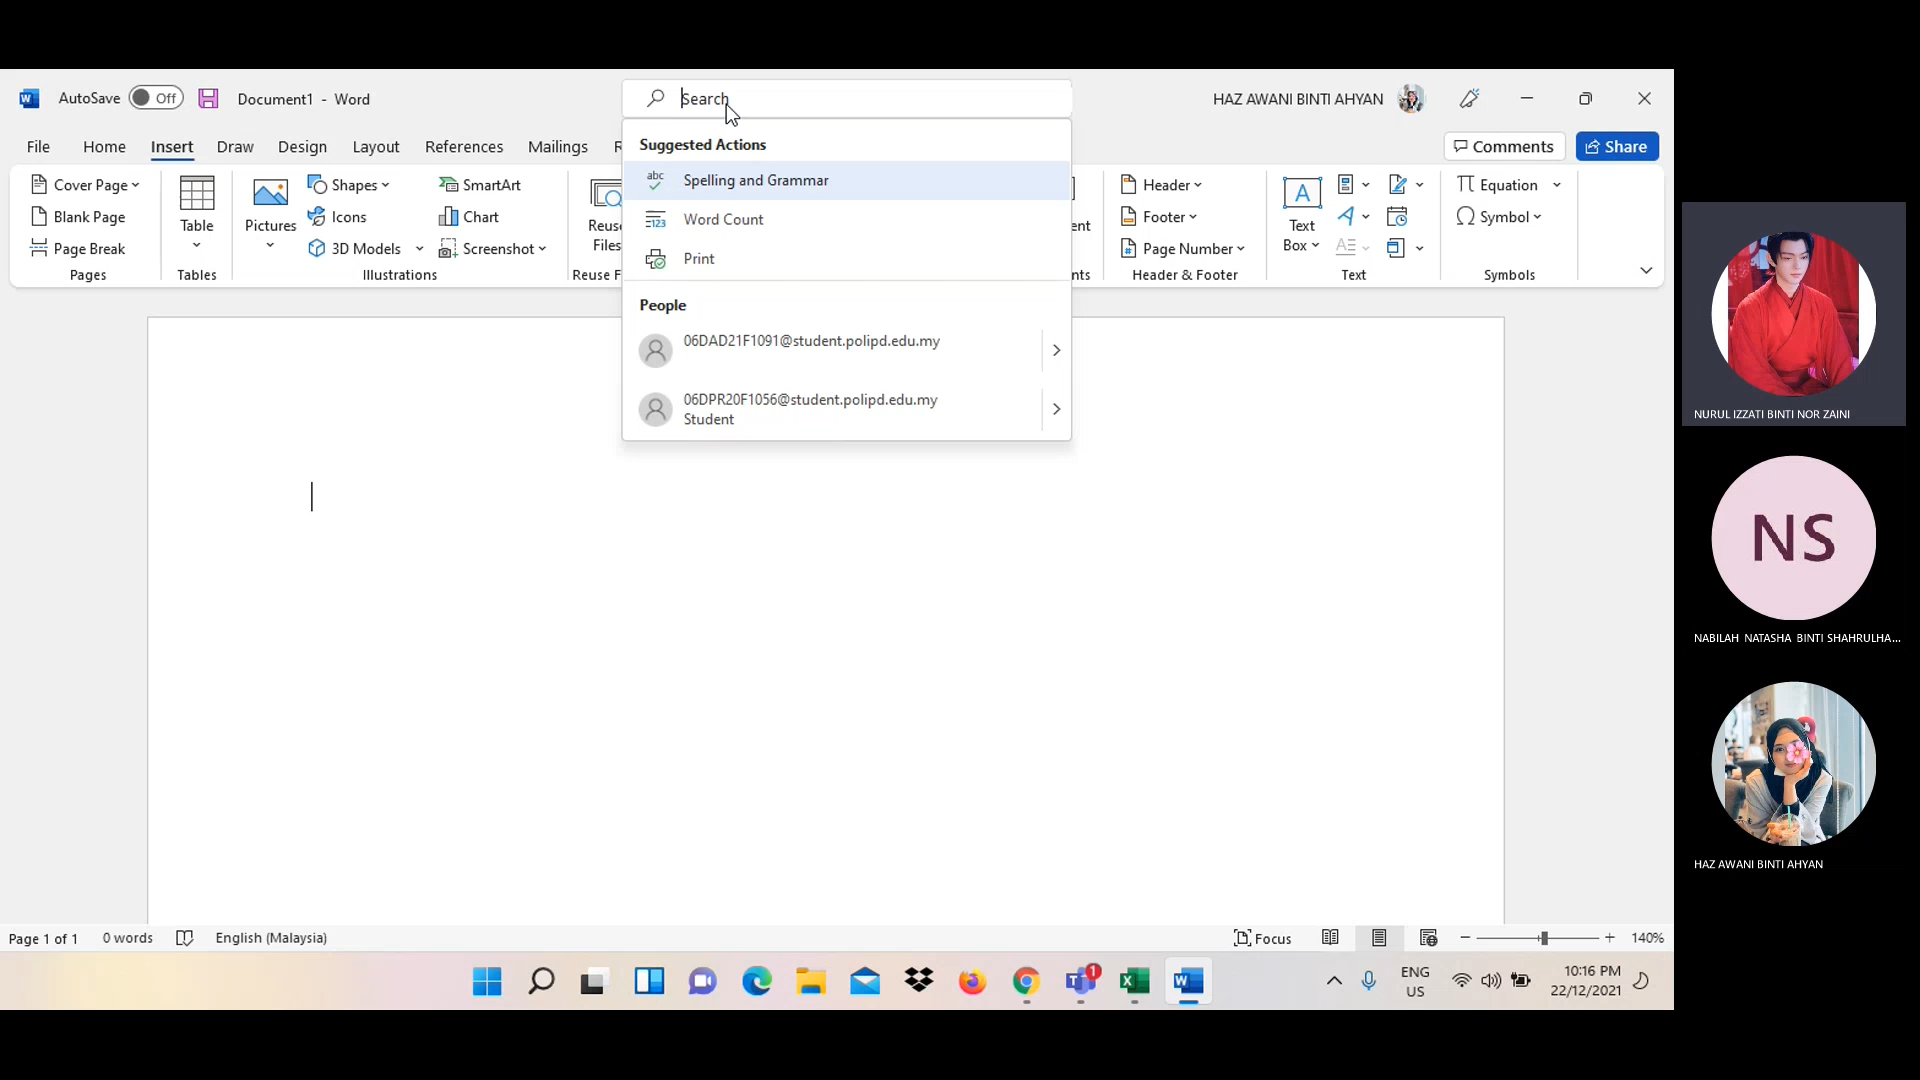 AutoSave Off Document1 - Word Search HAZ AWANI BINTI AHYAN
File Home Insert Draw Design Layout References Mailings Comments Share
Suggested Actions
Spelling and Grammar
Word Count
Print
People
06DAD21F1091@student.polipd.edu.my
06DPR20F1056@student.polipd.edu.my
Student
Cover Page
Blank Page
Page Break
Pages
Table
Tables
Pictures
Shapes
Icons
3D Models
SmartArt
Chart
Screenshot
Illustrations
Header
Footer
Page Number
Header & Footer
Text
Box
Text
Equation
Symbol
Symbols
NURUL IZZATI BINTI NOR ZAINI
NS
NABILAH NATASHA BINTI SHAHRULHA...
HAZ AWANI BINTI AHYAN
Page 1 of 1 0 words English (Malaysia) Focus 140%
ENG
US
10:16 PM
22/12/2021